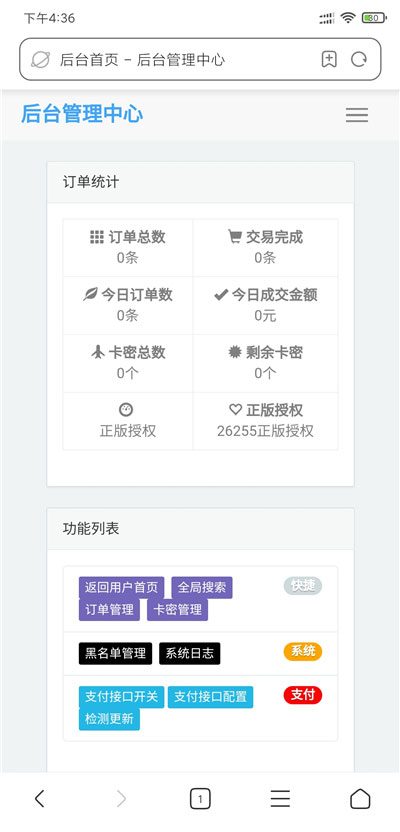 下午4:36
80
后台首页 - 后台管理中心
后台管理中心
订单统计
订单总数
0条
交易完成
0条
今日订单数
0条
今日成交金额
0元
卡密总数
0个
剩余卡密
0个
正版授权
正版授权
26255正版授权
功能列表
返回用户首页 全局搜索 快捷
订单管理 卡密管理
黑名单管理 系统日志 系统
支付接口开关 支付接口配置 支付
检测更新
1